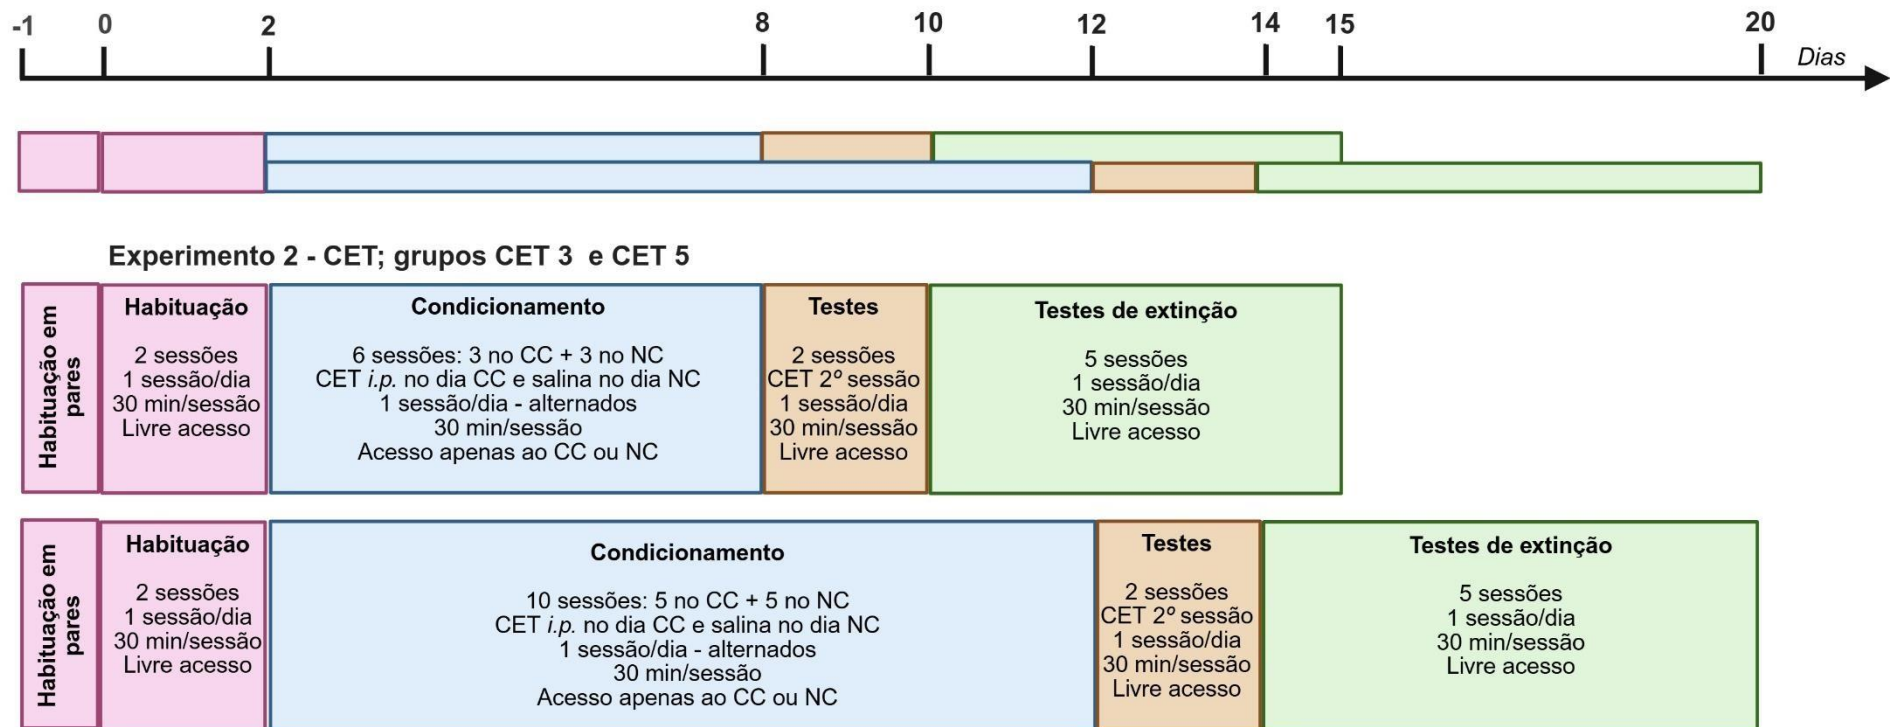 -1 0 2 8 10 12 14 15 20
Dias
Experimento 2 - CET; grupos CET 3 e CET 5
Habituação em
pares
Habituação
2 sessões
1 sessão/dia
30 min/sessão
Livre acesso
Condicionamento
6 sessões: 3 no CC + 3 no NC
CET i.p. no dia CC e salina no dia NC
1 sessão/dia - alternados
30 min/sessão
Acesso apenas ao CC ou NC
Testes
2 sessões
CET 2º sessão
1 sessão/dia
30 min/sessão
Livre acesso
Testes de extinção
5 sessões
1 sessão/dia
30 min/sessão
Livre acesso
Habituação em
pares
Habituação
2 sessões
1 sessão/dia
30 min/sessão
Livre acesso
Condicionamento
10 sessões: 5 no CC + 5 no NC
CET i.p. no dia CC e salina no dia NC
1 sessão/dia - alternados
30 min/sessão
Acesso apenas ao CC ou NC
Testes
2 sessões
CET 2º sessão
1 sessão/dia
30 min/sessão
Livre acesso
Testes de extinção
5 sessões
1 sessão/dia
30 min/sessão
Livre acesso